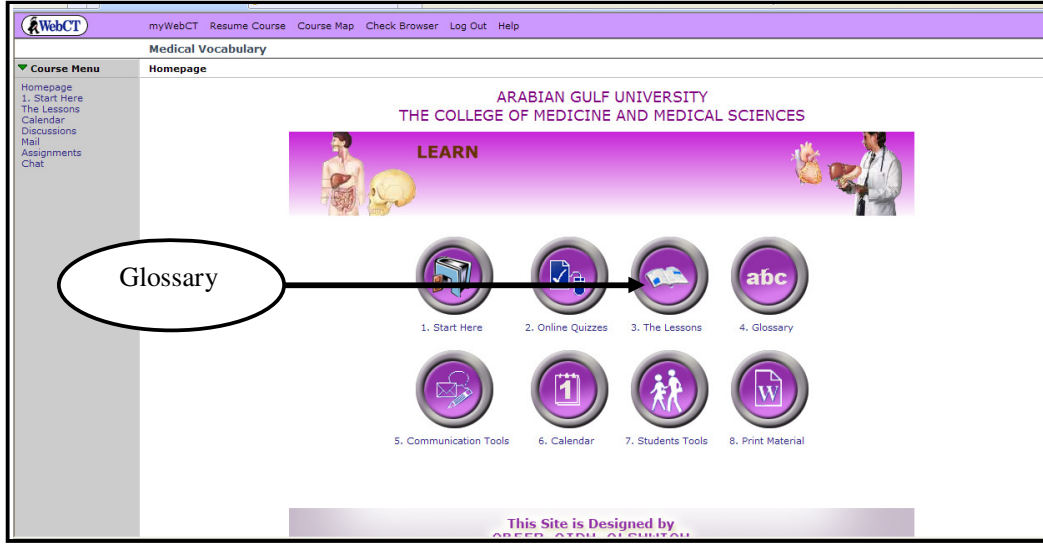 WebCT
myWebCT Resume Course Course Map Check Browser Log Out Help
Medical Vocabulary
Course Menu
Homepage
Homepage
1. Start Here
The Lessons
Calendar
Discussions
Mail
Assignments
Chat
ARABIAN GULF UNIVERSITY
THE COLLEGE OF MEDICINE AND MEDICAL SCIENCES
LEARN
Glossary
abc
1. Start Here
2. Online Quizzes
3. The Lessons
4. Glossary
1
W
5. Communication Tools
6. Calendar
7. Students Tools
8. Print Material
This Site is Designed by